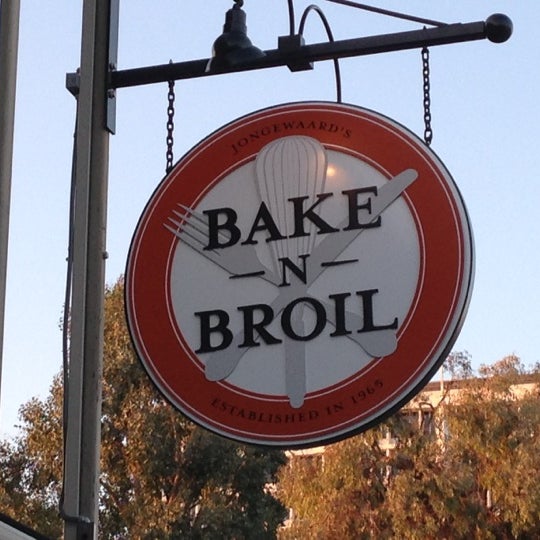 JONGEWAARD'S
BAKE
-N-
BROIL
ESTABLISHED IN 1965